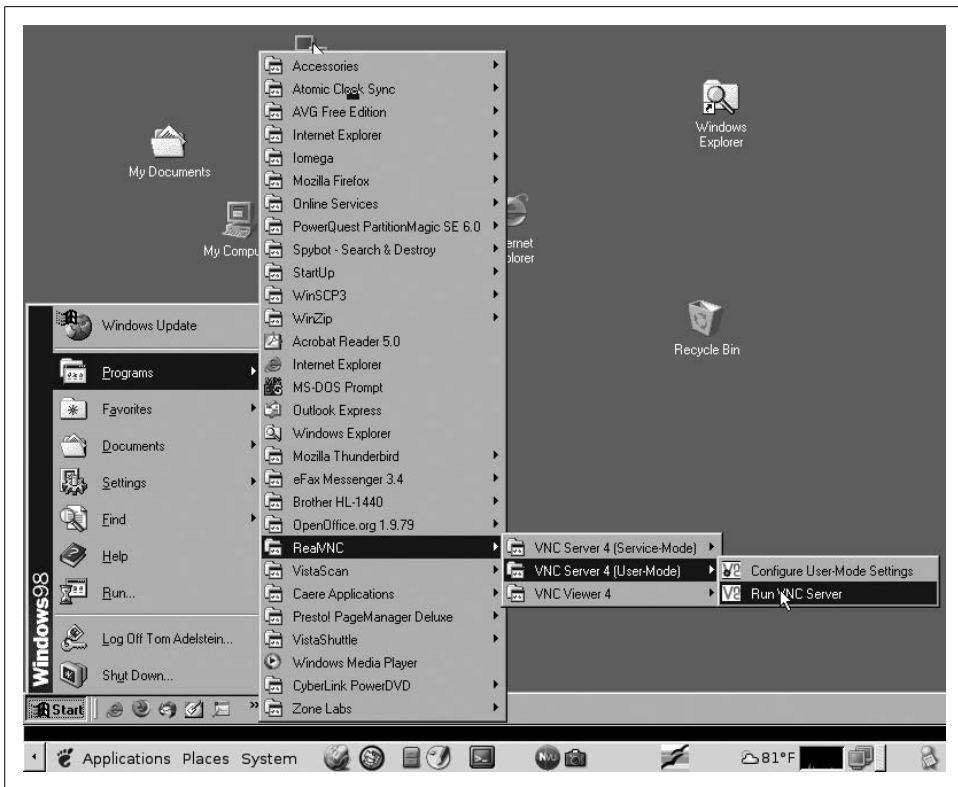 My Documents
My Compu
Windows
Explorer
ernet
plorer
Recycle Bin
Accessories
Atomic Clock Sync
AVG Free Edition
Internet Explorer
Iomega
Mozilla Firefox
Online Services
PowerQuest PartitionMagic SE 6.0
Spybot - Search & Destroy
StartUp
WinSCP3
WinZip
Acrobat Reader 5.0
Internet Explorer
MS-DOS Prompt
Outlook Express
Windows Explorer
Mozilla Thunderbird
eFax Messenger 3.4
Brother HL-1440
OpenOffice.org 1.9.79
RealVNC
VistaScan
Caere Applications
Presto! PageManager Deluxe
VistaShuttle
Windows Media Player
CyberLink PowerDVD
Zone Labs
VNC Server 4 (Service-Mode)
VNC Server 4 (User-Mode)
VNC Viewer 4
Configure User-Mode Settings
Run VNC Server
Windows98
Windows Update
Programs
Favorites
Documents
Settings
Find
Help
Run...
Log Off Tom Adelstein...
Shut Down...
Start
»
Applications Places System
81°F